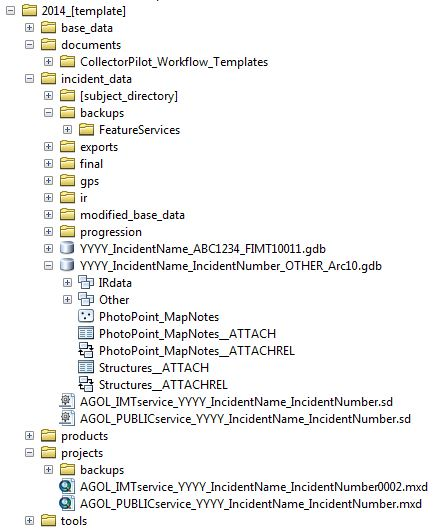 2014_[template]
base_data
documents
CollectorPilot_Workflow_Templates
incident_data
[subject_directory]
backups
FeatureServices
exports
final
gps
ir
modified_base_data
progression
YYYY_IncidentName_ABC1234_FIMT10011.gdb
YYYY_IncidentName_IncidentNumber_OTHER_Arc10.gdb
IRdata
Other
PhotoPoint_MapNotes
PhotoPoint_MapNotes__ATTACH
PhotoPoint_MapNotes__ATTACHREL
Structures__ATTACH
Structures__ATTACHREL
AGOL_IMTservice_YYYY_IncidentName_IncidentNumber.sd
AGOL_PUBLICservice_YYYY_IncidentName_IncidentNumber.sd
products
projects
backups
AGOL_IMTservice_YYYY_IncidentName_IncidentNumber0002.mxd
AGOL_PUBLICservice_YYYY_IncidentName_IncidentNumber.mxd
tools